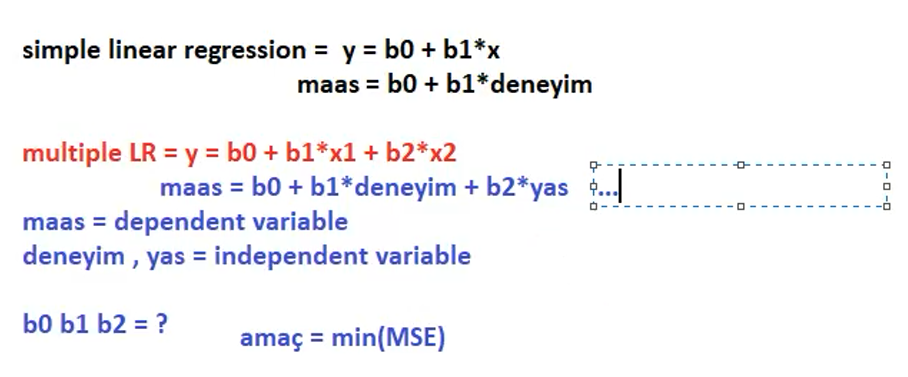 simple linear regression = y = b0 + b1*x
maas = b0 + b1*deneyim
multiple LR = y = b0 + b1*x1 + b2*x2
maas = b0 + b1*deneyim + b2*yas ...
maas = dependent variable
deneyim , yas = independent variable
b0 b1 b2 = ?
amaç = min(MSE)